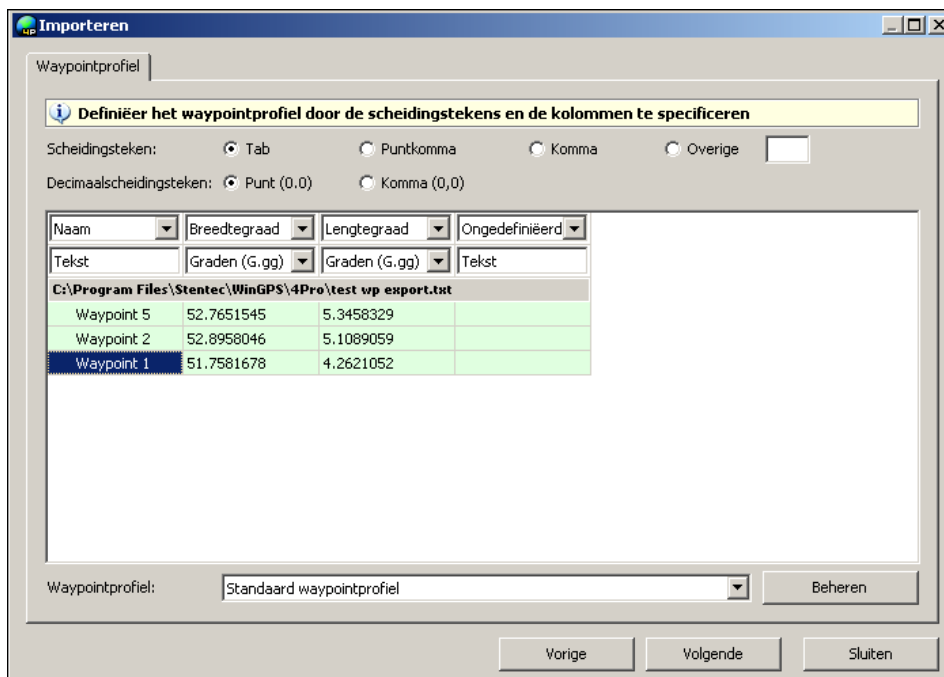 Importeren
Waypointprofiel
Definiëer het waypointprofiel door de scheidingstekens en de kolommen te specificeren
Scheidingsteken: Tab Puntkomma Komma Overige
Decimaalscheidingsteken: Punt (0.0) Komma (0,0)
Naam Breedtegraad Lengtegraad Ongedefiniëerd
Tekst Graden (G.gg) Graden (G.gg) Tekst
C:\Program Files\Stentec\WinGPS\4Pro\test wp export.txt
Waypoint 5 52.7651545 5.3458329
Waypoint 2 52.8958046 5.1089059
Waypoint 1 51.7581678 4.2621052
Waypointprofiel: Standaard waypointprofiel Beheren
Vorige Volgende Sluiten